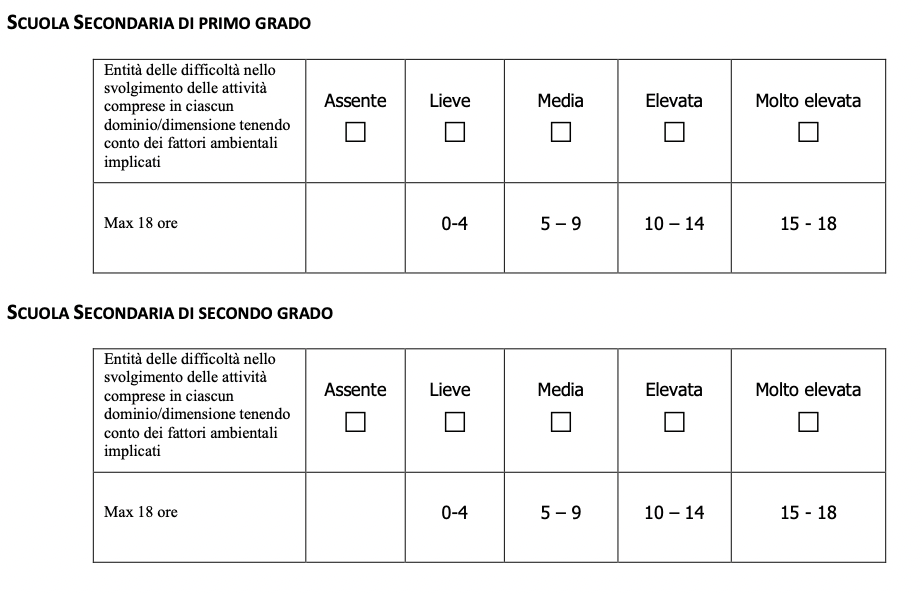 SCUOLA SECONDARIA DI PRIMO GRADO
Entità delle difficoltà nello
svolgimento delle attività
comprese in ciascun
dominio/dimensione tenendo
conto dei fattori ambientali
implicati
Assente
Lieve
Media
Elevata
Molto elevata
Max 18 ore
0-4
5 – 9
10 – 14
15 - 18
SCUOLA SECONDARIA DI SECONDO GRADO
Entità delle difficoltà nello
svolgimento delle attività
comprese in ciascun
dominio/dimensione tenendo
conto dei fattori ambientali
implicati
Assente
Lieve
Media
Elevata
Molto elevata
Max 18 ore
0-4
5 – 9
10 – 14
15 - 18